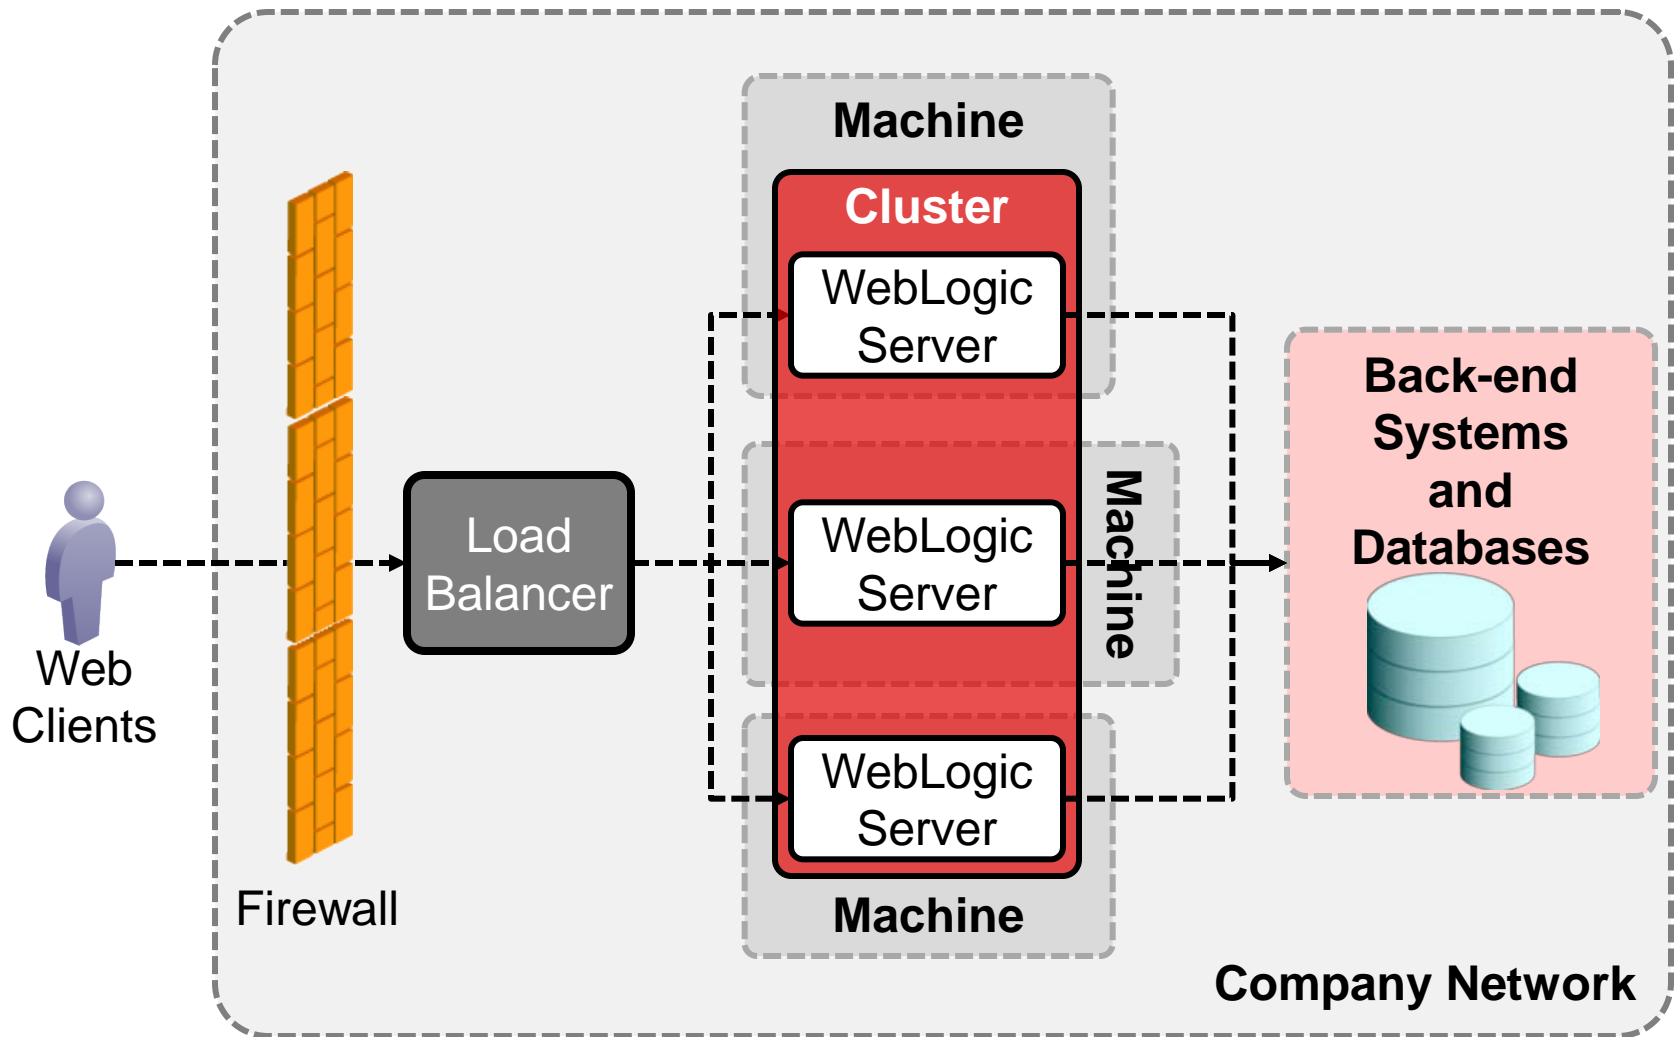 Machine
Cluster
WebLogic
Server
Back-end
Systems
and
Databases
Machine
Load
Balancer
WebLogic
Server
Web
Clients
WebLogic
Server
Firewall
Machine
Company Network